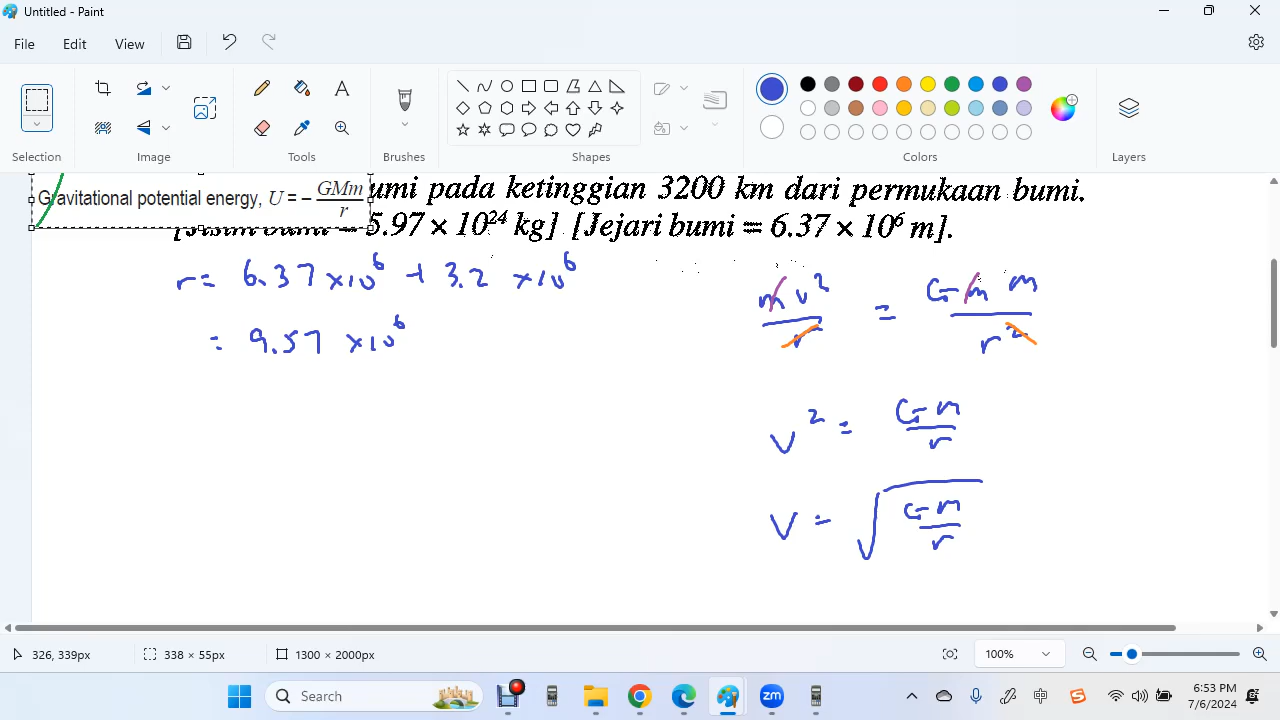 Untitled - Paint
File Edit View
Selection Image Tools Brushes Shapes Colors Layers
Gravitational potential energy, U = − GMm / r
umi pada ketinggian 3200 km dari permukaan bumi.
5.97 × 10²⁴ kg] [Jejari bumi = 6.37 × 10⁶ m].
r = 6.37 × 10⁶ + 3.2 × 10⁶
= 9.57 × 10⁶
mv² / r = G m m / r²
v² = G m / r
v = √(G m / r)
326, 339px 338 × 55px 1300 × 2000px 100%
Search
zm 中 S 6:53 PM
7/6/2024